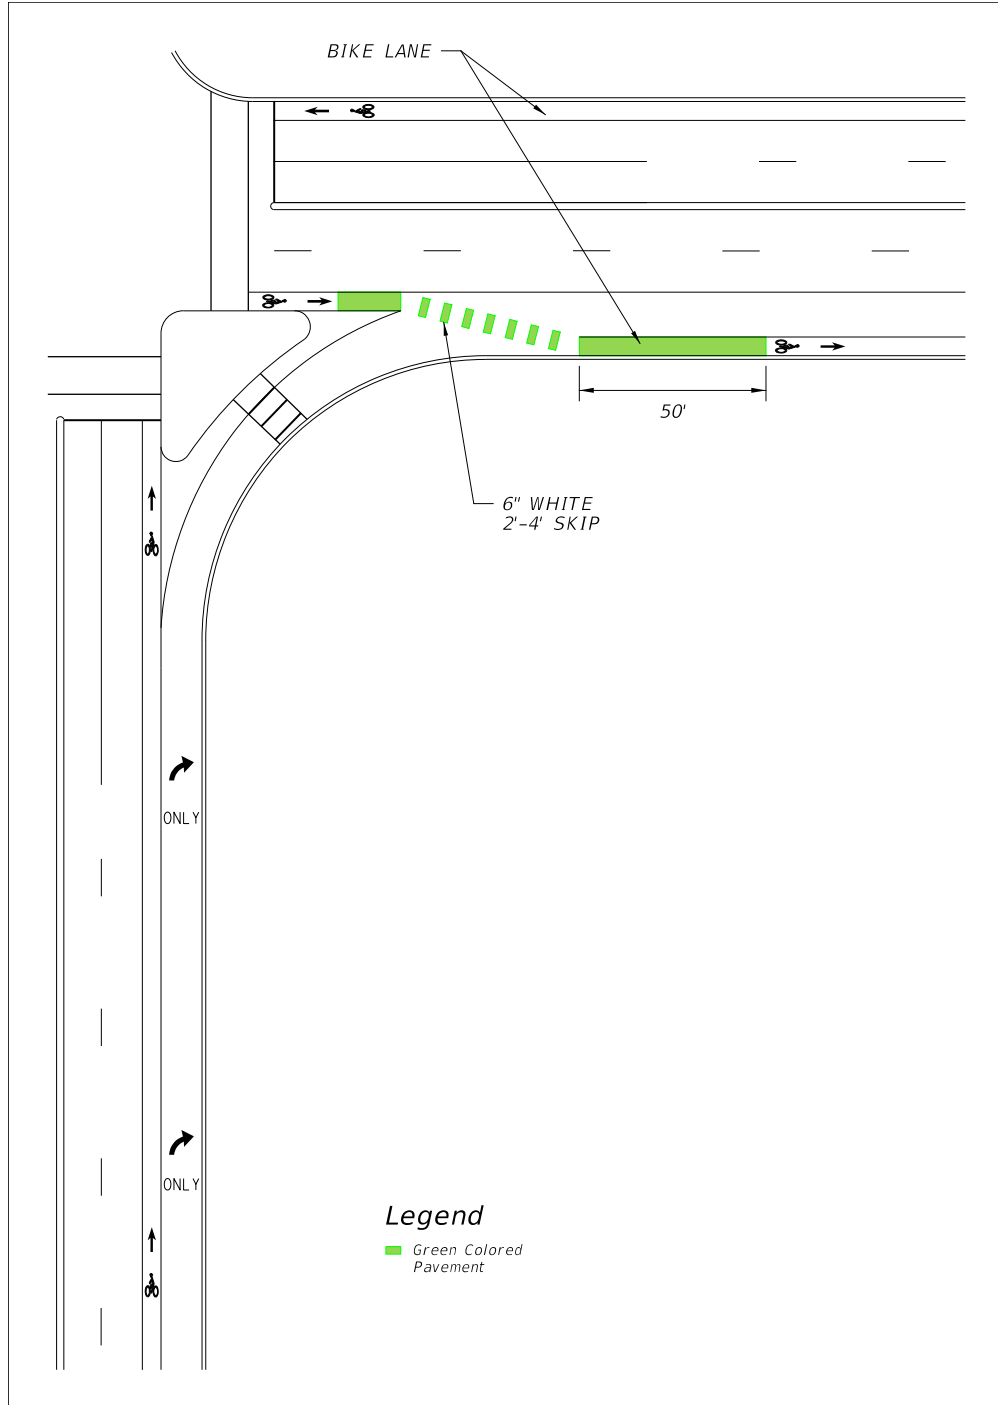 BIKE LANE
50'
6" WHITE
2'-4' SKIP
ONLY
ONLY
Legend
Green Colored
Pavement